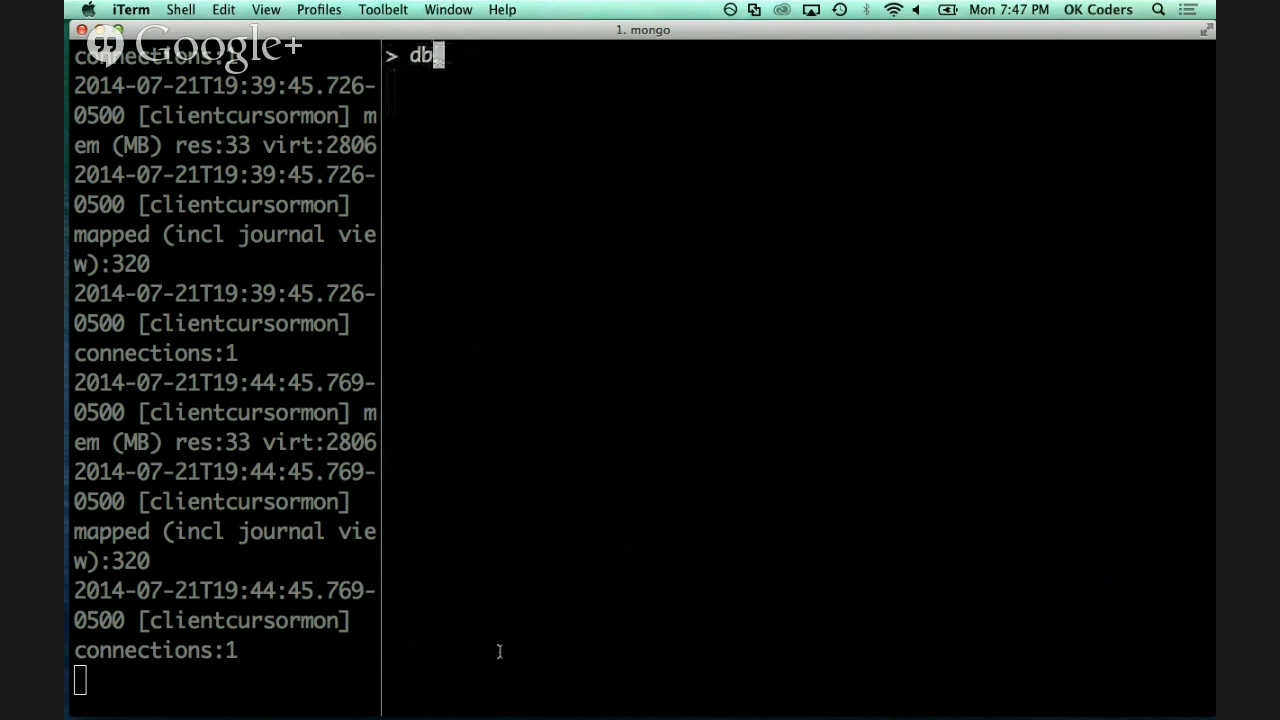 iTerm Shell Edit View Profiles Toolbelt Window Help Mon 7:47 PM OK Coders
1. mongo
Google+
connections:1
2014-07-21T19:39:45.726-
0500 [clientcursormon] m
em (MB) res:33 virt:2806
2014-07-21T19:39:45.726-
0500 [clientcursormon]
mapped (incl journal vie
w):320
2014-07-21T19:39:45.726-
0500 [clientcursormon]
connections:1
2014-07-21T19:44:45.769-
0500 [clientcursormon] m
em (MB) res:33 virt:2806
2014-07-21T19:44:45.769-
0500 [clientcursormon]
mapped (incl journal vie
w):320
2014-07-21T19:44:45.769-
0500 [clientcursormon]
connections:1
> db